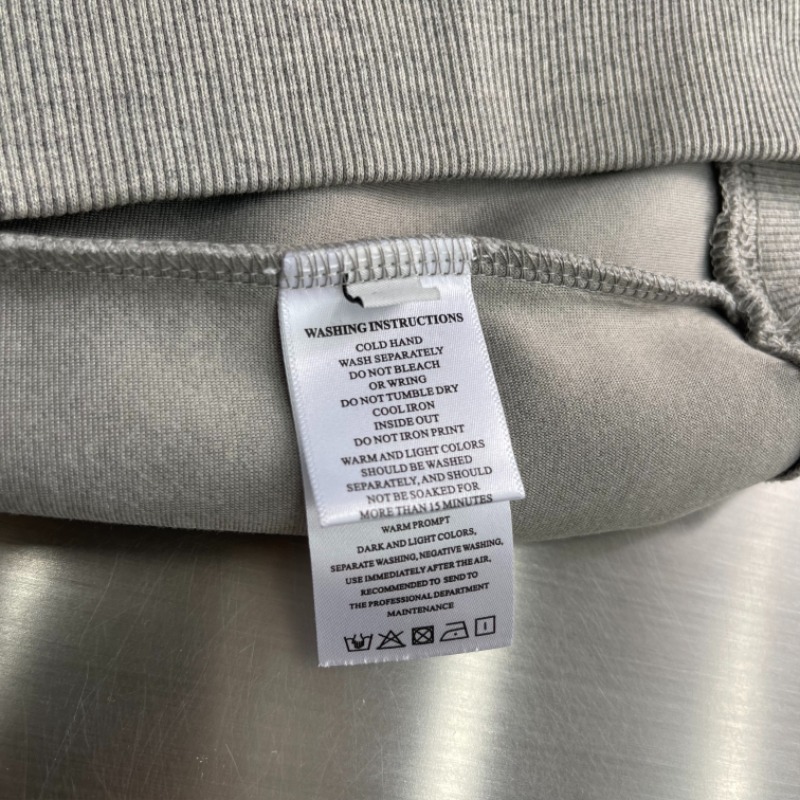 WASHING INSTRUCTIONS
COLD HAND
WASH SEPARATELY
DO NOT BLEACH
OR WRING
DO NOT TUMBLE DRY
COOL IRON
INSIDE OUT
DO NOT IRON PRINT
WARM AND LIGHT COLORS
SHOULD BE WASHED
SEPARATELY, AND SHOULD
NOT BE SOAKED FOR
MORE THAN 15 MINUTES
WARM PROMPT
DARK AND LIGHT COLORS,
SEPARATE WASHING, NEGATIVE WASHING,
USE IMMEDIATELY AFTER THE AIR,
RECOMMENDED TO SEND TO
THE PROFESSIONAL DEPARTMENT
MAINTENANCE